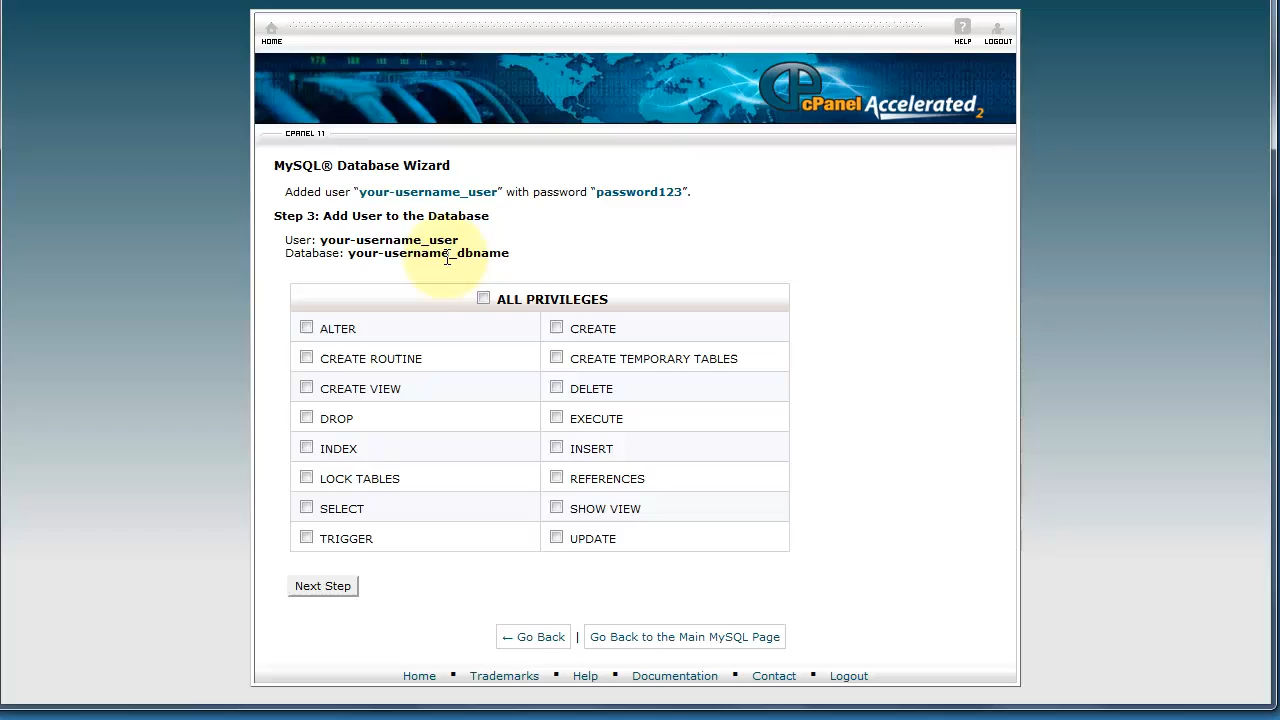 HOME
?
HELP
LOGOUT
cPanel Accelerated2
CPANEL 11
MySQL® Database Wizard
Added user “your-username_user” with password “password123”.
Step 3: Add User to the Database
User: your-username_user
Database: your-username_dbname
ALL PRIVILEGES
ALTER
CREATE
CREATE ROUTINE
CREATE TEMPORARY TABLES
CREATE VIEW
DELETE
DROP
EXECUTE
INDEX
INSERT
LOCK TABLES
REFERENCES
SELECT
SHOW VIEW
TRIGGER
UPDATE
Next Step
← Go Back | Go Back to the Main MySQL Page
Home ▪ Trademarks ▪ Help ▪ Documentation ▪ Contact ▪ Logout